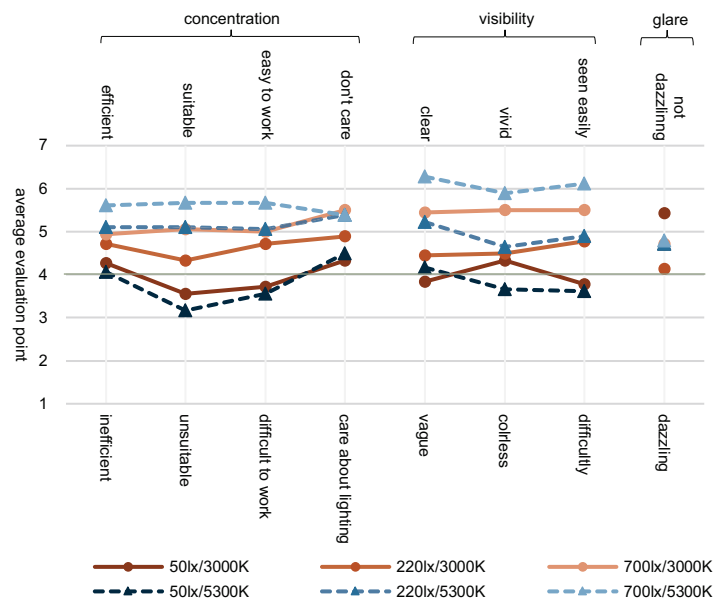 concentration
visibility
glare
efficient
suitable
easy to work
don't care
clear
vivid
seen easily
not
dazzlinng
average evaluation point
7
6
5
4
3
2
1
inefficient
unsuitable
difficult to work
care about lighting
vague
colrless
difficultly
dazzling
50lx/3000K
220lx/3000K
700lx/3000K
50lx/5300K
220lx/5300K
700lx/5300K